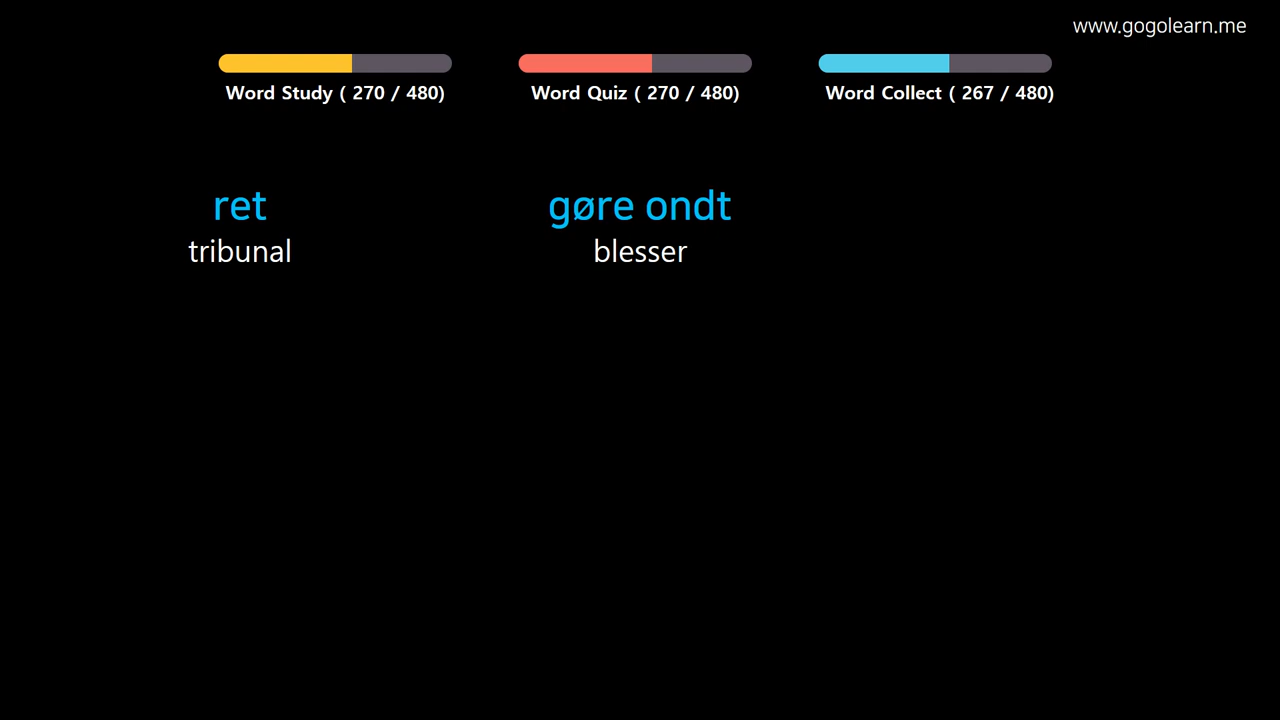 www.gogolearn.me
Word Study ( 270 / 480)
Word Quiz ( 270 / 480)
Word Collect ( 267 / 480)
ret
tribunal
gøre ondt
blesser